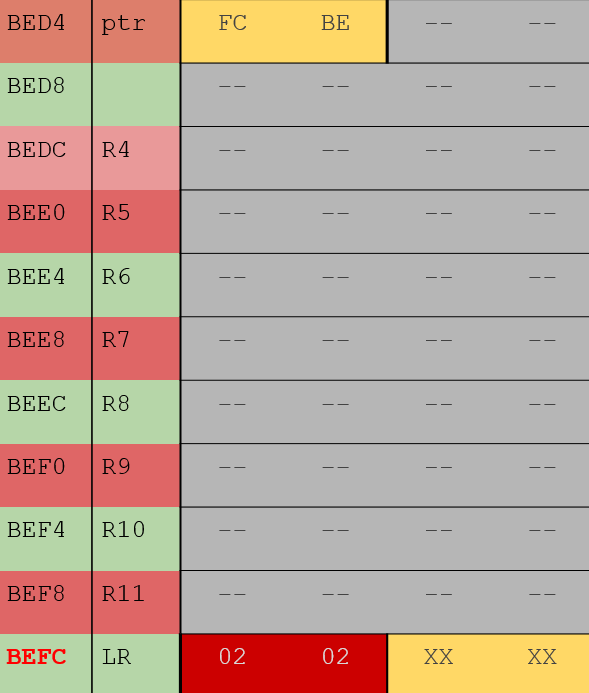 BED4 ptr FC BE -- --
BED8 -- -- -- --
BEDC R4 -- -- -- --
BEE0 R5 -- -- -- --
BEE4 R6 -- -- -- --
BEE8 R7 -- -- -- --
BEEC R8 -- -- -- --
BEF0 R9 -- -- -- --
BEF4 R10 -- -- -- --
BEF8 R11 -- -- -- --
BEFC LR 02 02 XX XX